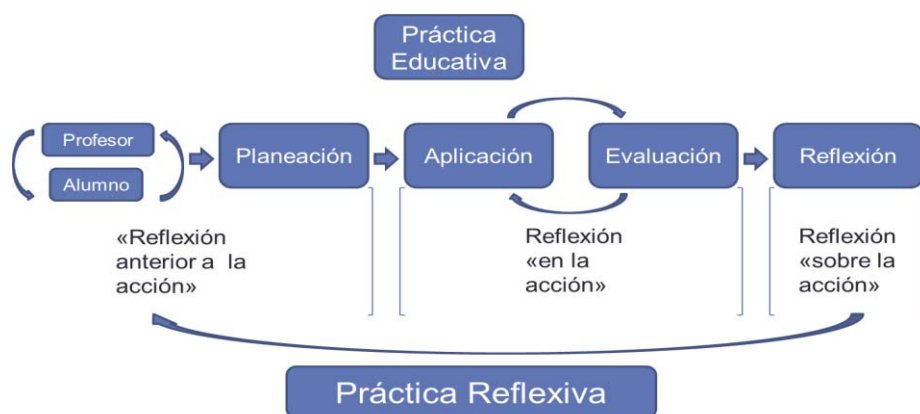 Práctica
Educativa
Profesor
Alumno
Planeación
Aplicación
Evaluación
Reflexión
«Reflexión
anterior a la
acción»
Reflexión
«en la
acción»
Reflexión
«sobre la
acción»
Práctica Reflexiva